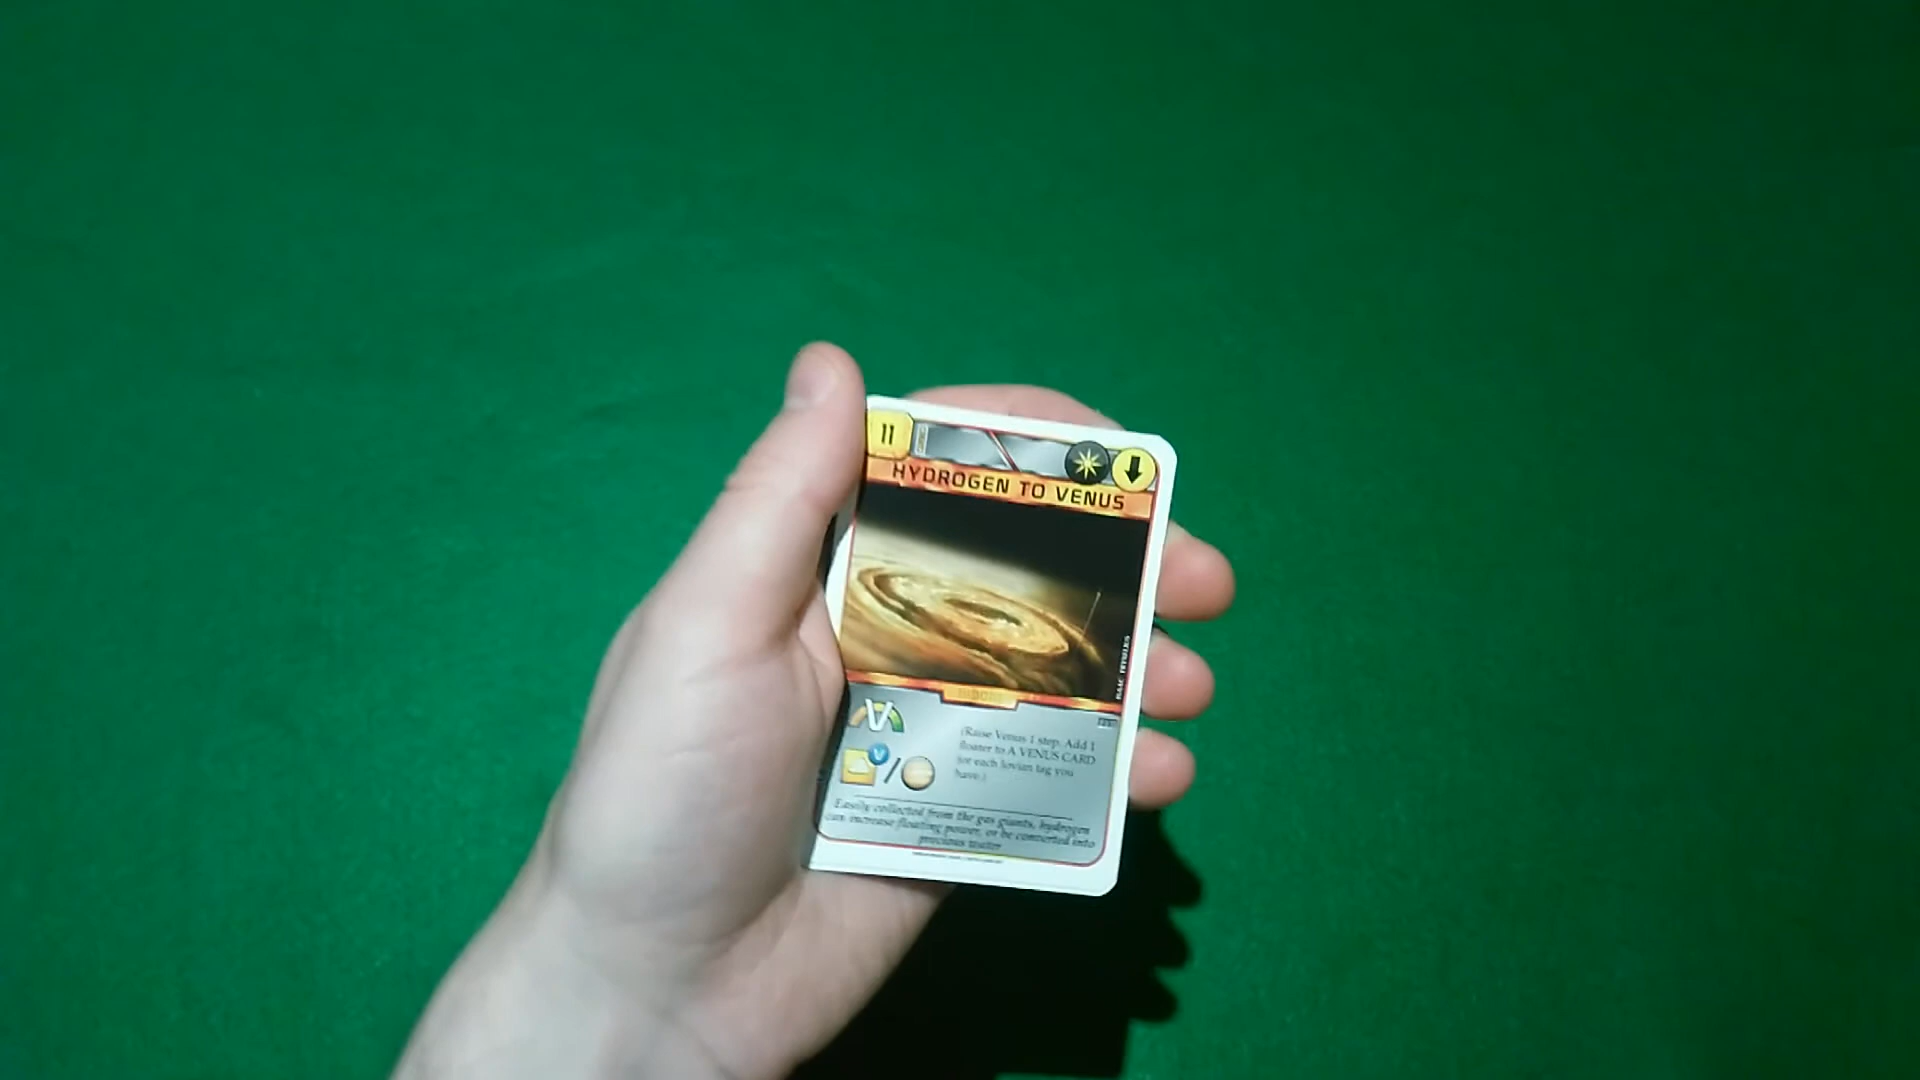 11
HYDROGEN TO VENUS
V
(Raise Venus 1 step. Add 1
floater to A VENUS CARD
for each Jovian tag you
have.)
V
/
Easily collected from the gas giants, hydrogen
can increase floating power, or be converted into
precious water